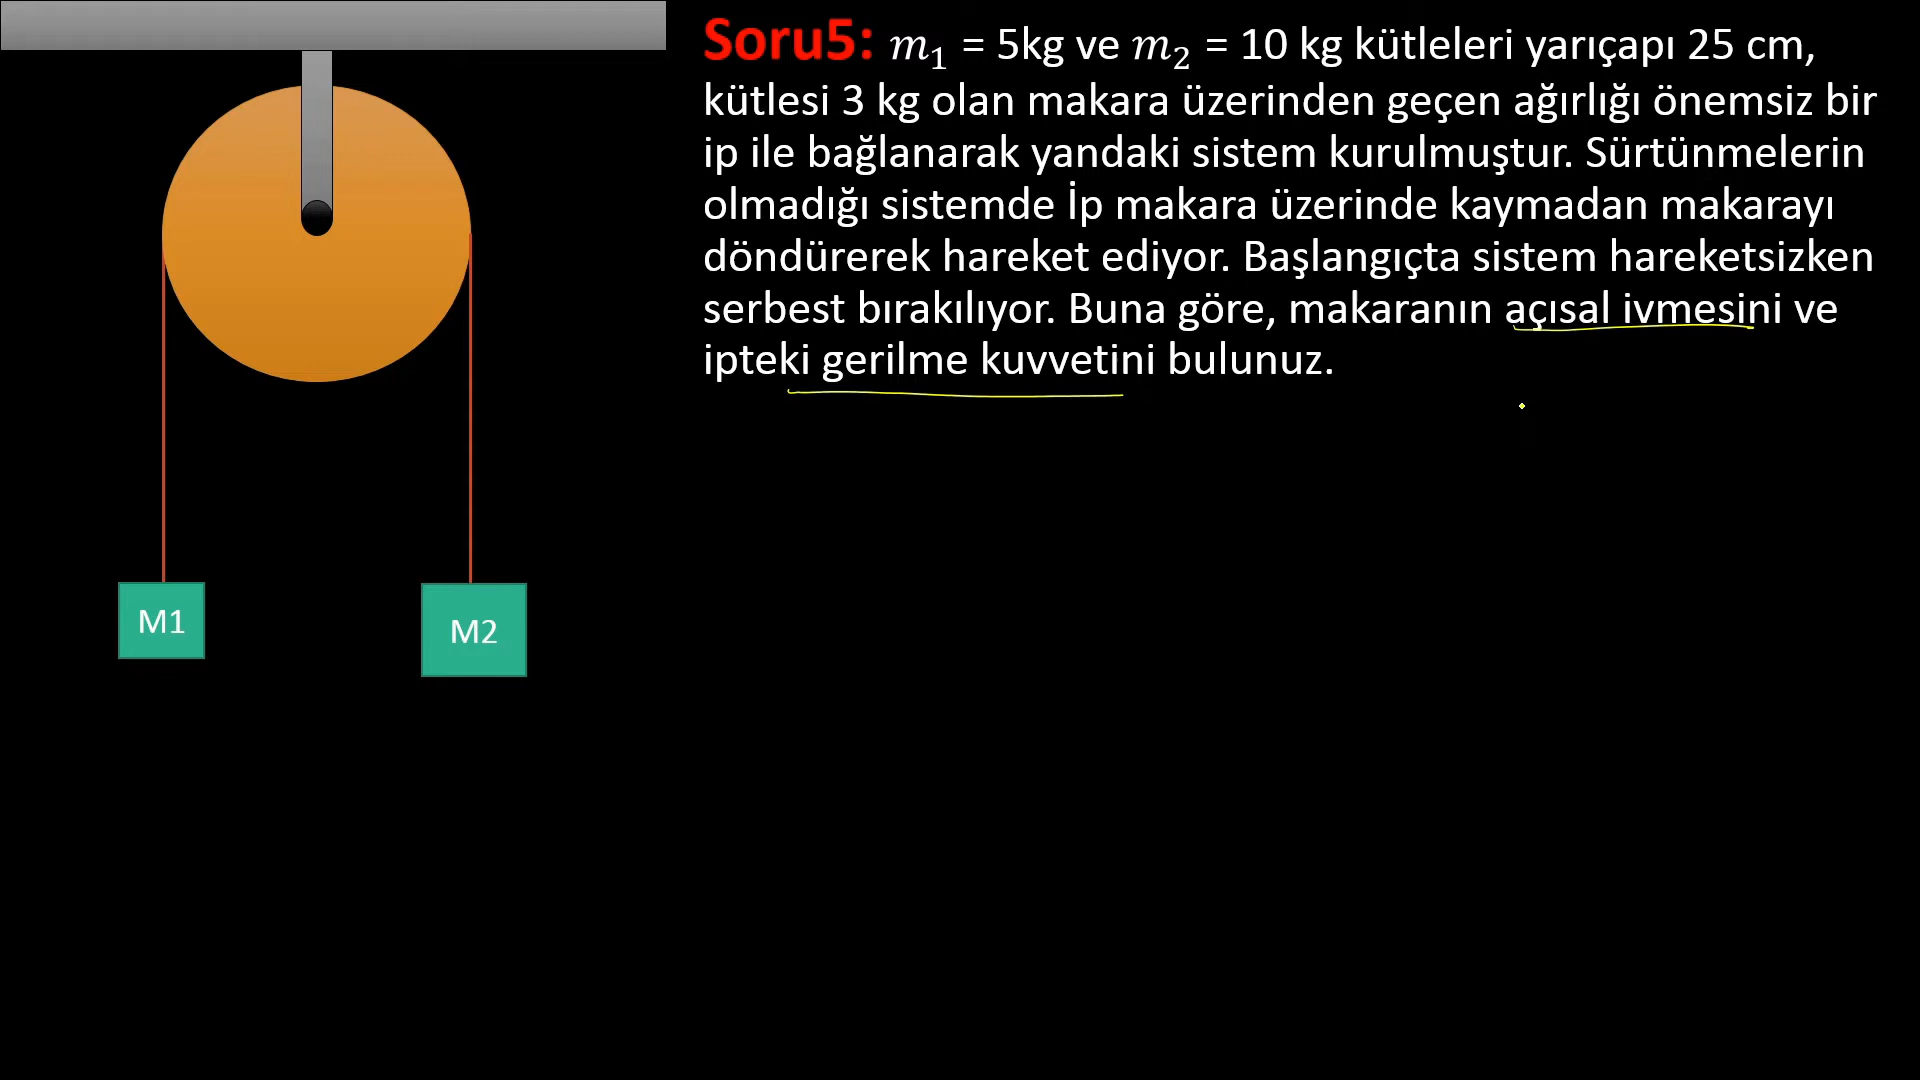 Soru5: m₁ = 5kg ve m₂ = 10 kg kütleleri yarıçapı 25 cm,
kütlesi 3 kg olan makara üzerinden geçen ağırlığı önemsiz bir
ip ile bağlanarak yandaki sistem kurulmuştur. Sürtünmelerin
olmadığı sistemde İp makara üzerinde kaymadan makarayı
döndürerek hareket ediyor. Başlangıçta sistem hareketsizken
serbest bırakılıyor. Buna göre, makaranın açısal ivmesini ve
ipteki gerilme kuvvetini bulunuz.
M1
M2